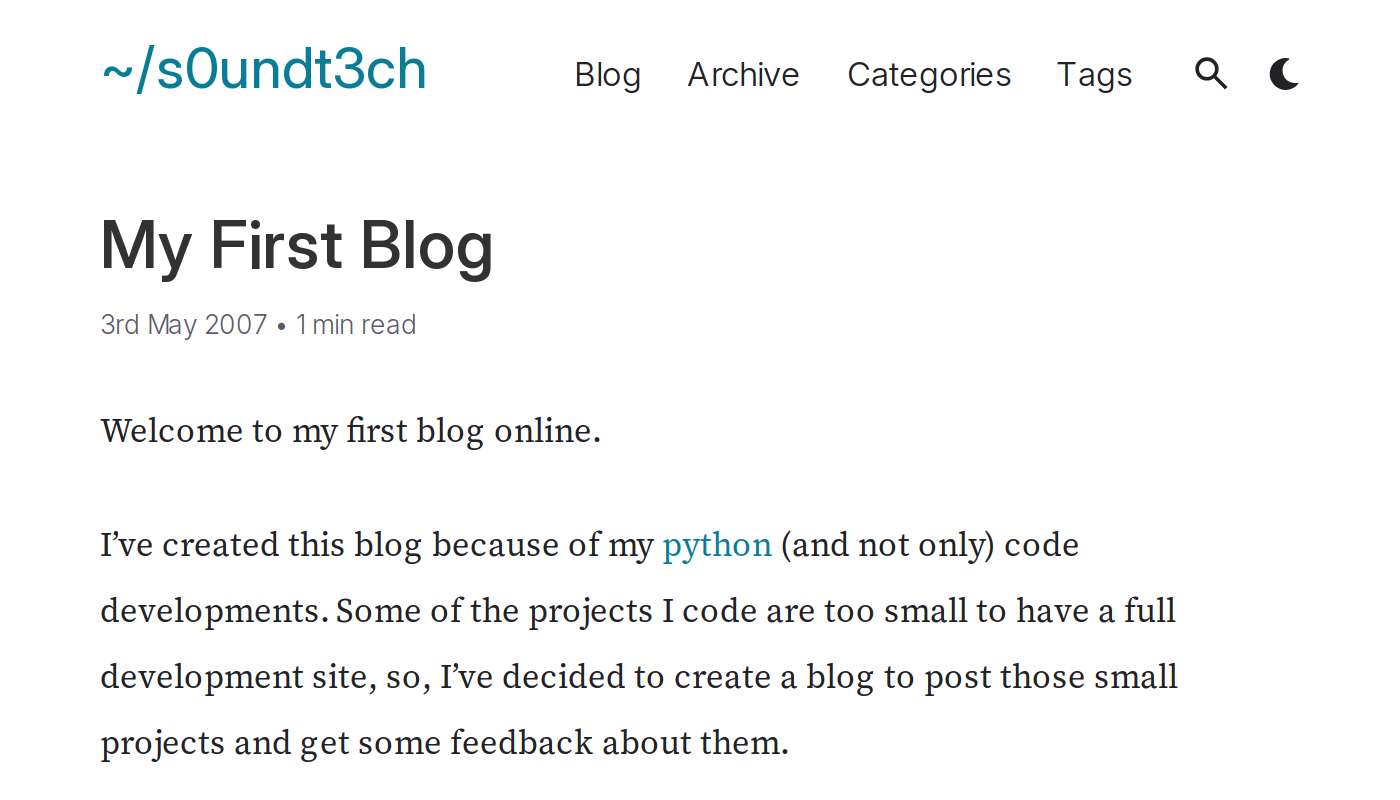 ~/s0undt3ch
Blog Archive Categories Tags
My First Blog
3rd May 2007 • 1 min read
Welcome to my first blog online.
I’ve created this blog because of my python (and not only) code
developments. Some of the projects I code are too small to have a full
development site, so, I’ve decided to create a blog to post those small
projects and get some feedback about them.